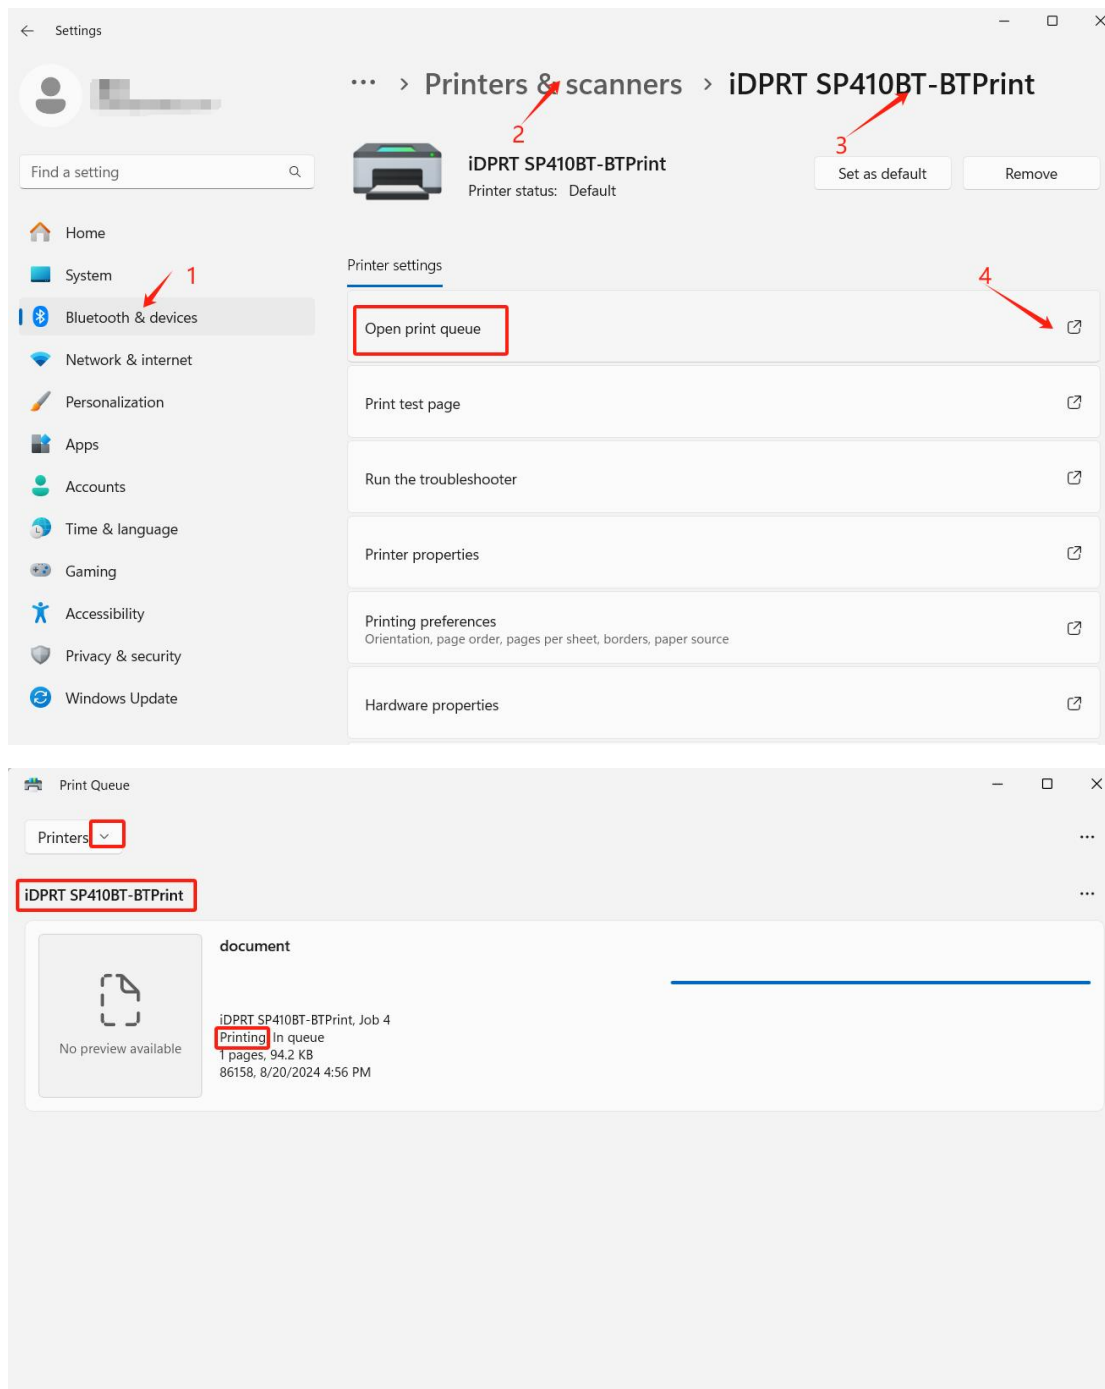 Settings
··· > Printers & scanners > iDPRT SP410BT-BTPrint
2
3
iDPRT SP410BT-BTPrint
Printer status: Default
Set as default
Remove
Find a setting
Home
System
1
Bluetooth & devices
Network & internet
Personalization
Apps
Accounts
Time & language
Gaming
Accessibility
Privacy & security
Windows Update
Printer settings
4
Open print queue
Print test page
Run the troubleshooter
Printer properties
Printing preferences
Orientation, page order, pages per sheet, borders, paper source
Hardware properties
Print Queue
Printers
iDPRT SP410BT-BTPrint
document
No preview available
iDPRT SP410BT-BTPrint, Job 4
Printing, In queue
1 pages, 94.2 KB
86158, 8/20/2024 4:56 PM